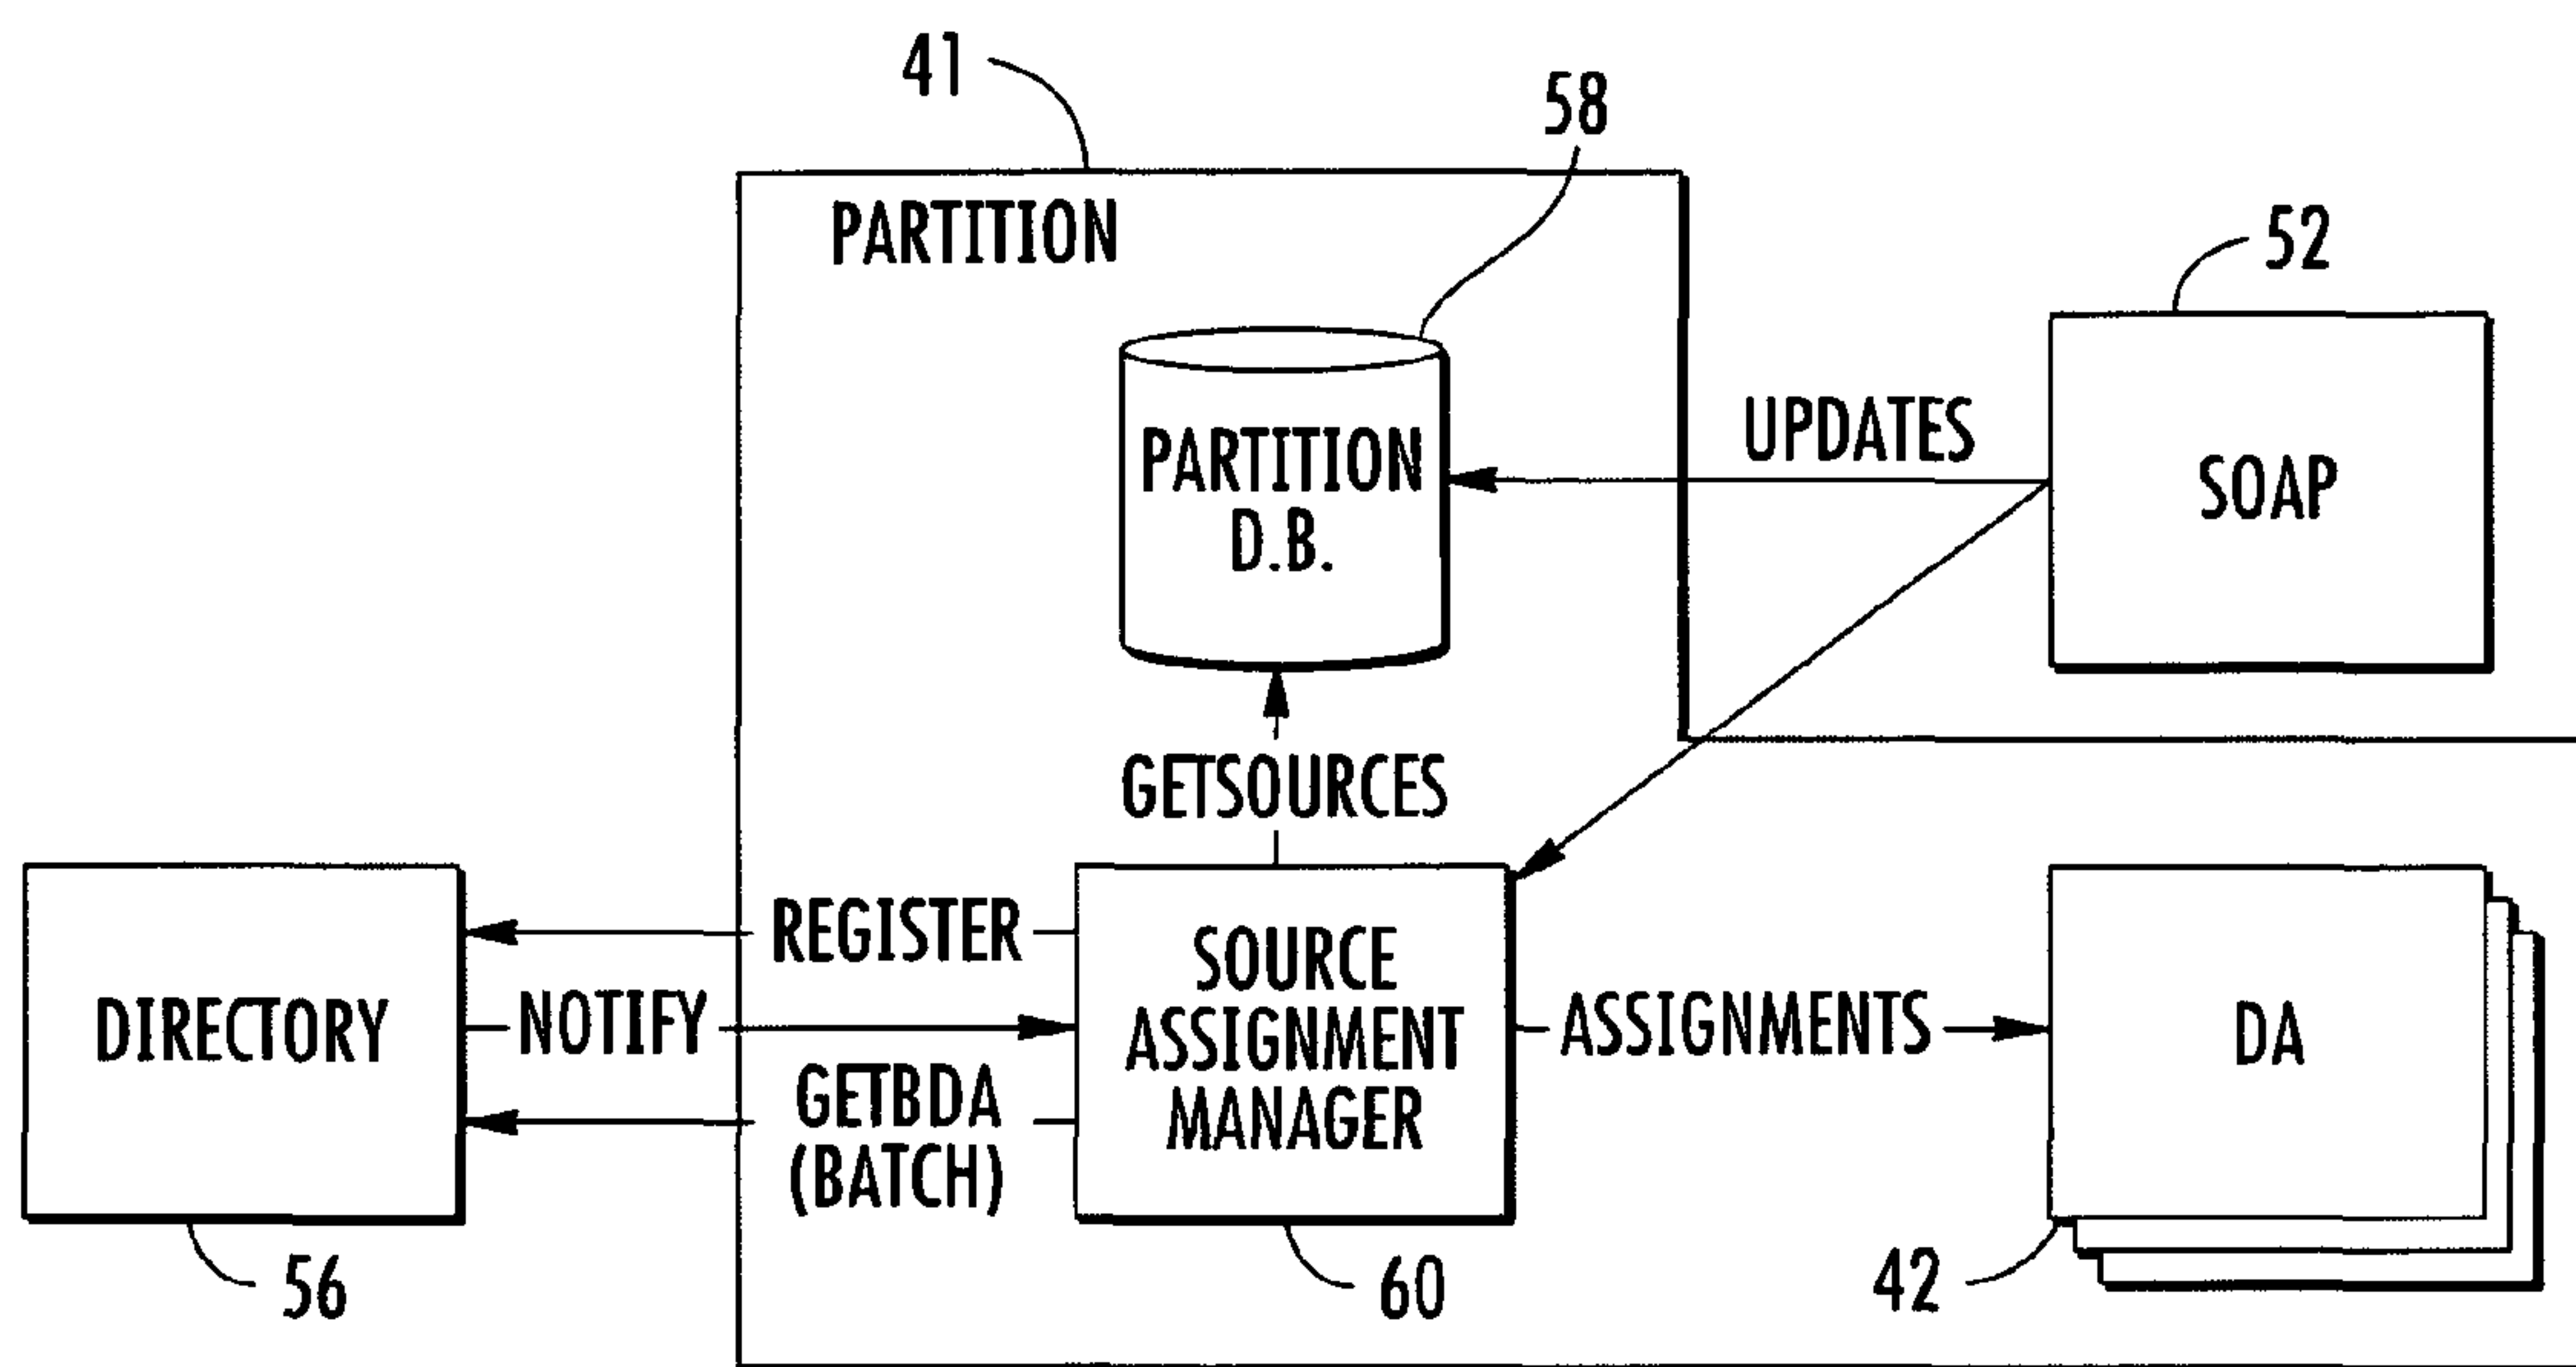 41
58
PARTITION
52
PARTITION
D.B.
UPDATES
SOAP
GETSOURCES
REGISTER
NOTIFY
GETBDA
(BATCH)
DIRECTORY
SOURCE
ASSIGNMENT
MANAGER
ASSIGNMENTS
DA
56
60
42